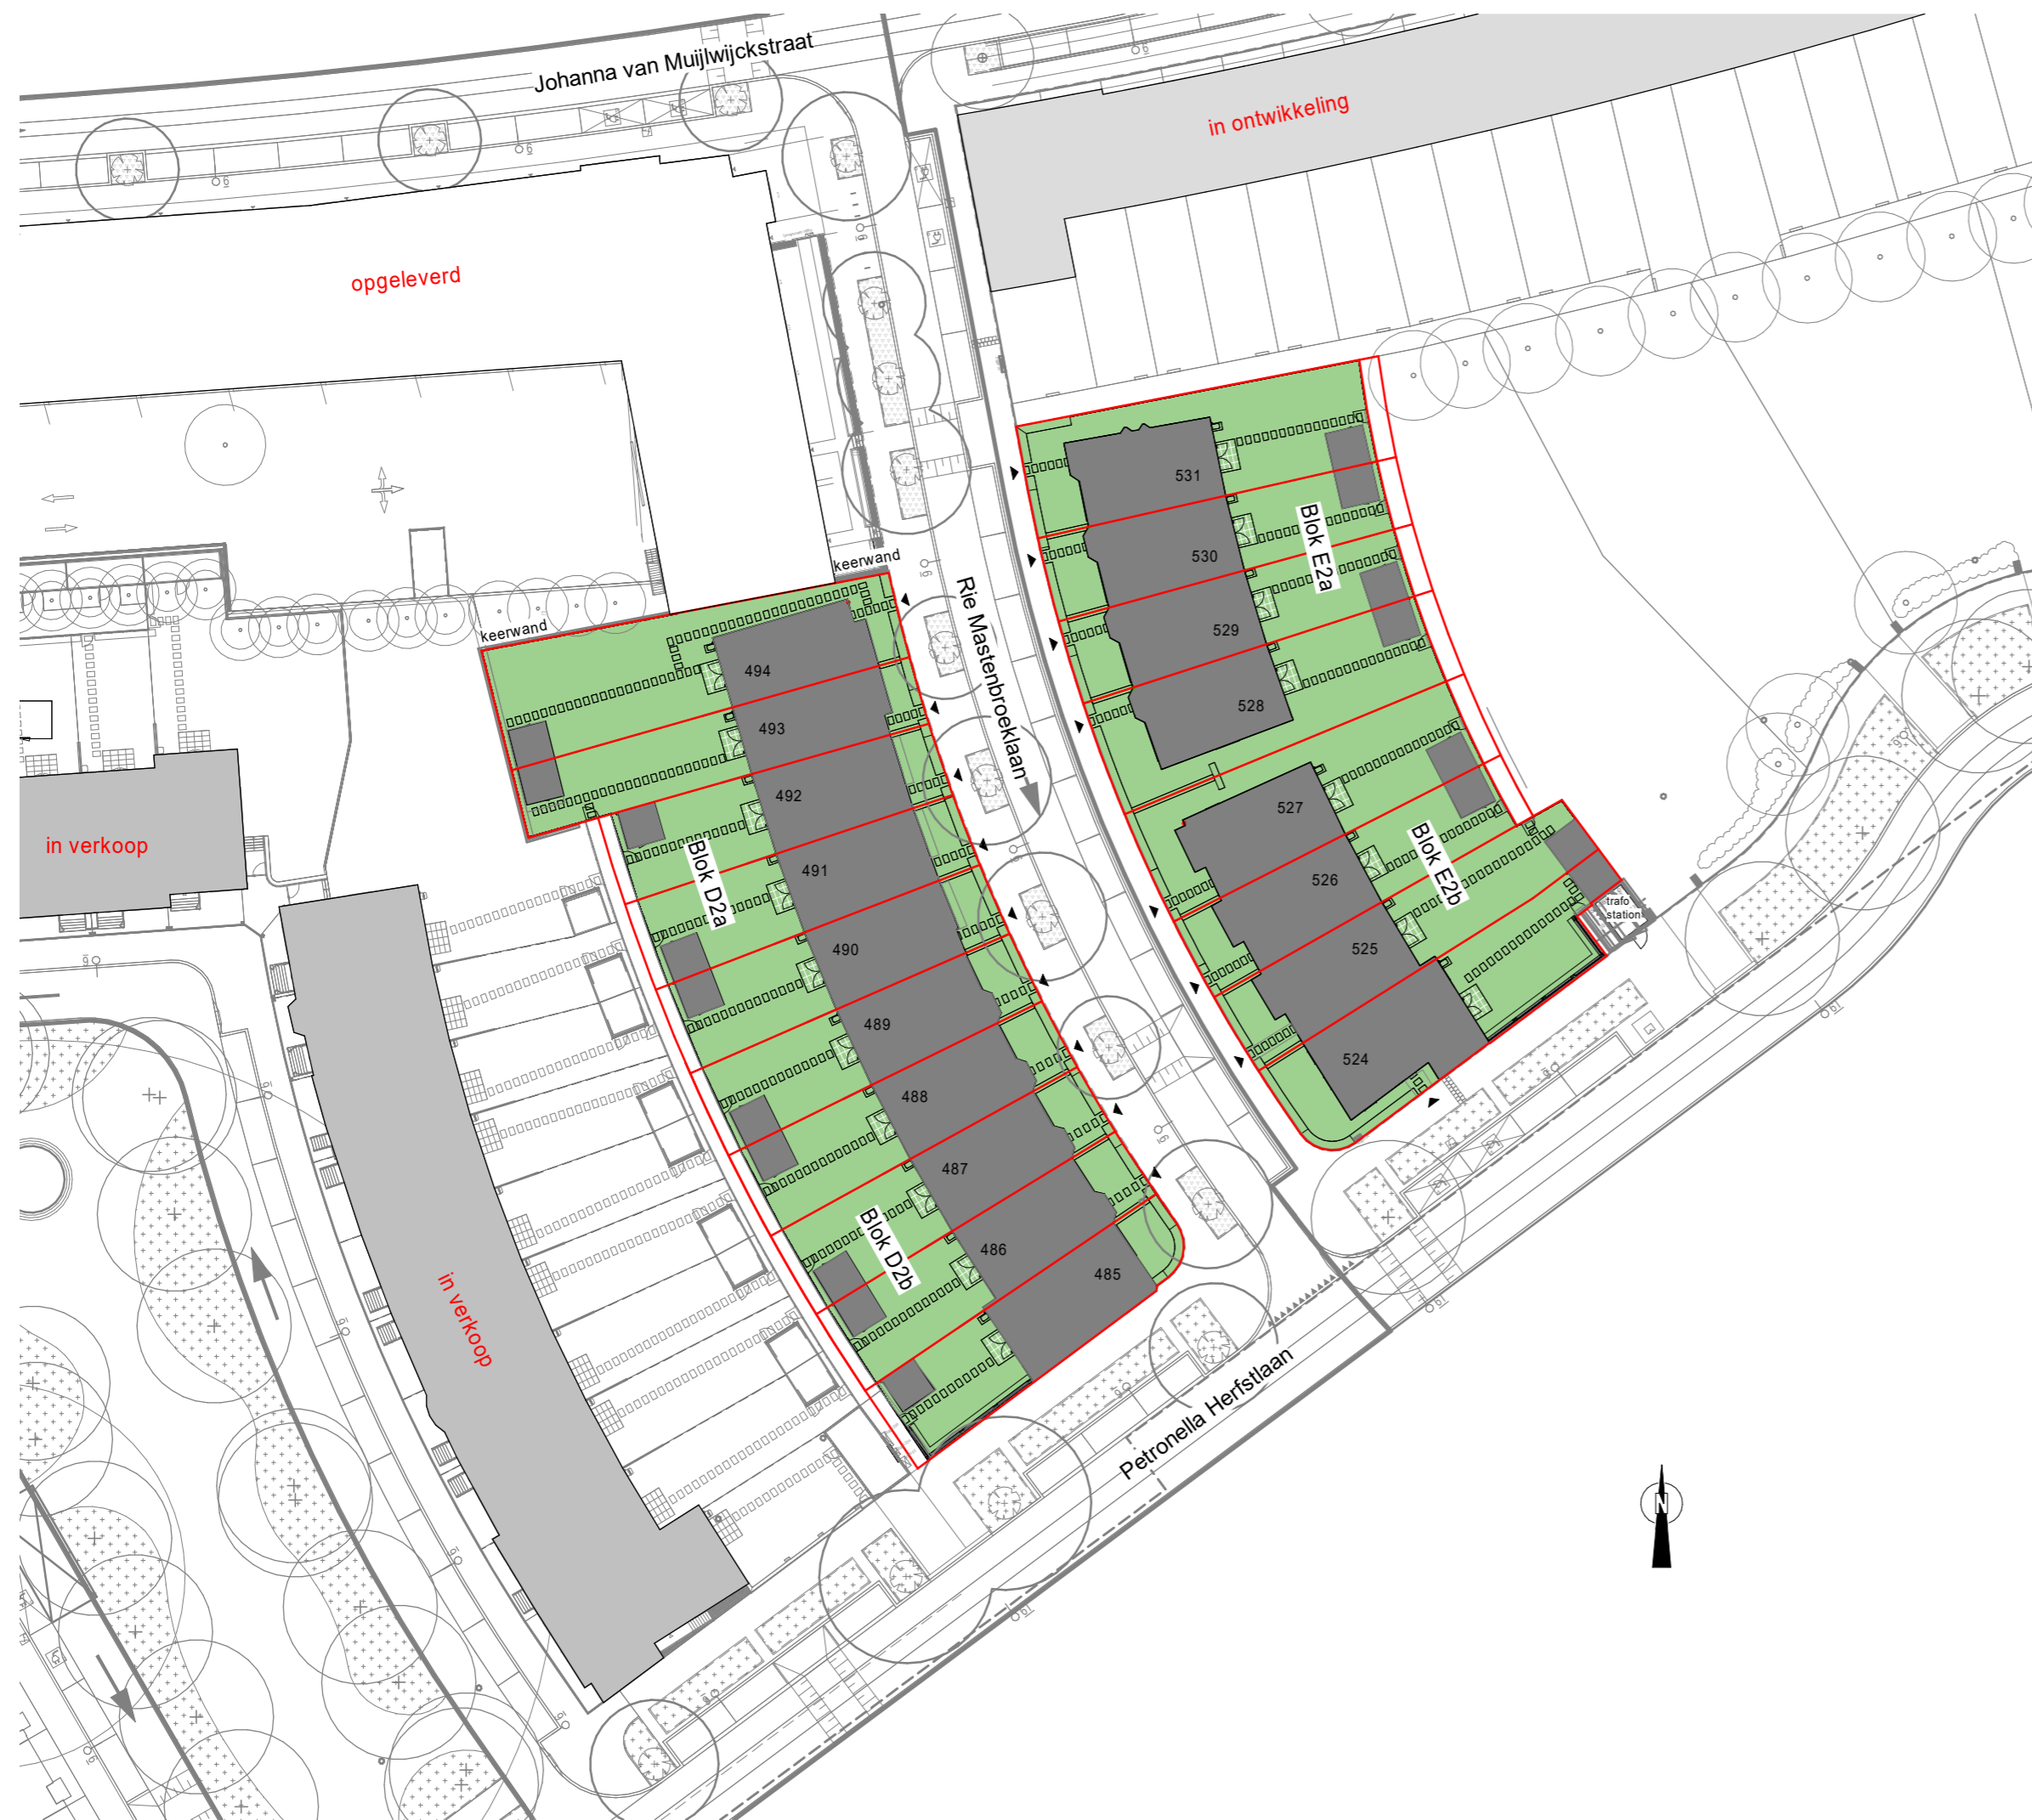 Johanna van Muijlwijckstraat
in ontwikkeling
opgeleverd
keerwand
keerwand
Rie Mastenbroeklaan
531
530
529
528
Blok E2a
527
526
525
524
Blok E2b
trafo
station
494
493
492
491
490
489
488
487
486
485
Blok D2a
Blok D2b
in verkoop
in verkoop
Petronella Herfstlaan
N